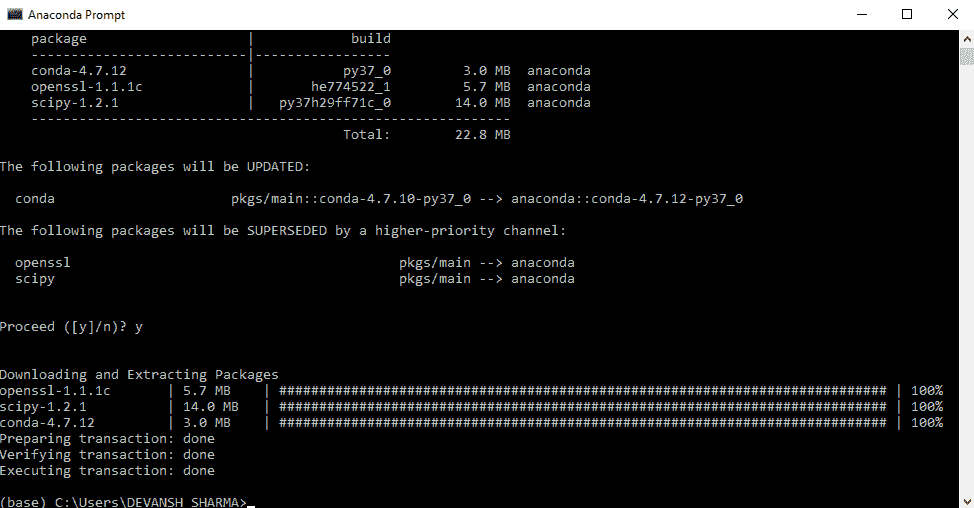 Anaconda Prompt
package | build
---------------------------|-----------------
conda-4.7.12 | py37_0 3.0 MB anaconda
openssl-1.1.1c | he774522_1 5.7 MB anaconda
scipy-1.2.1 | py37h29ff71c_0 14.0 MB anaconda
------------------------------------------------------------
Total: 22.8 MB
The following packages will be UPDATED:
conda pkgs/main::conda-4.7.10-py37_0 --> anaconda::conda-4.7.12-py37_0
The following packages will be SUPERSEDED by a higher-priority channel:
openssl pkgs/main --> anaconda
scipy pkgs/main --> anaconda
Proceed ([y]/n)? y
Downloading and Extracting Packages
openssl-1.1.1c | 5.7 MB | ############################################################################ | 100%
scipy-1.2.1 | 14.0 MB | ############################################################################ | 100%
conda-4.7.12 | 3.0 MB | ############################################################################ | 100%
Preparing transaction: done
Verifying transaction: done
Executing transaction: done
(base) C:\Users\DEVANSH SHARMA>_